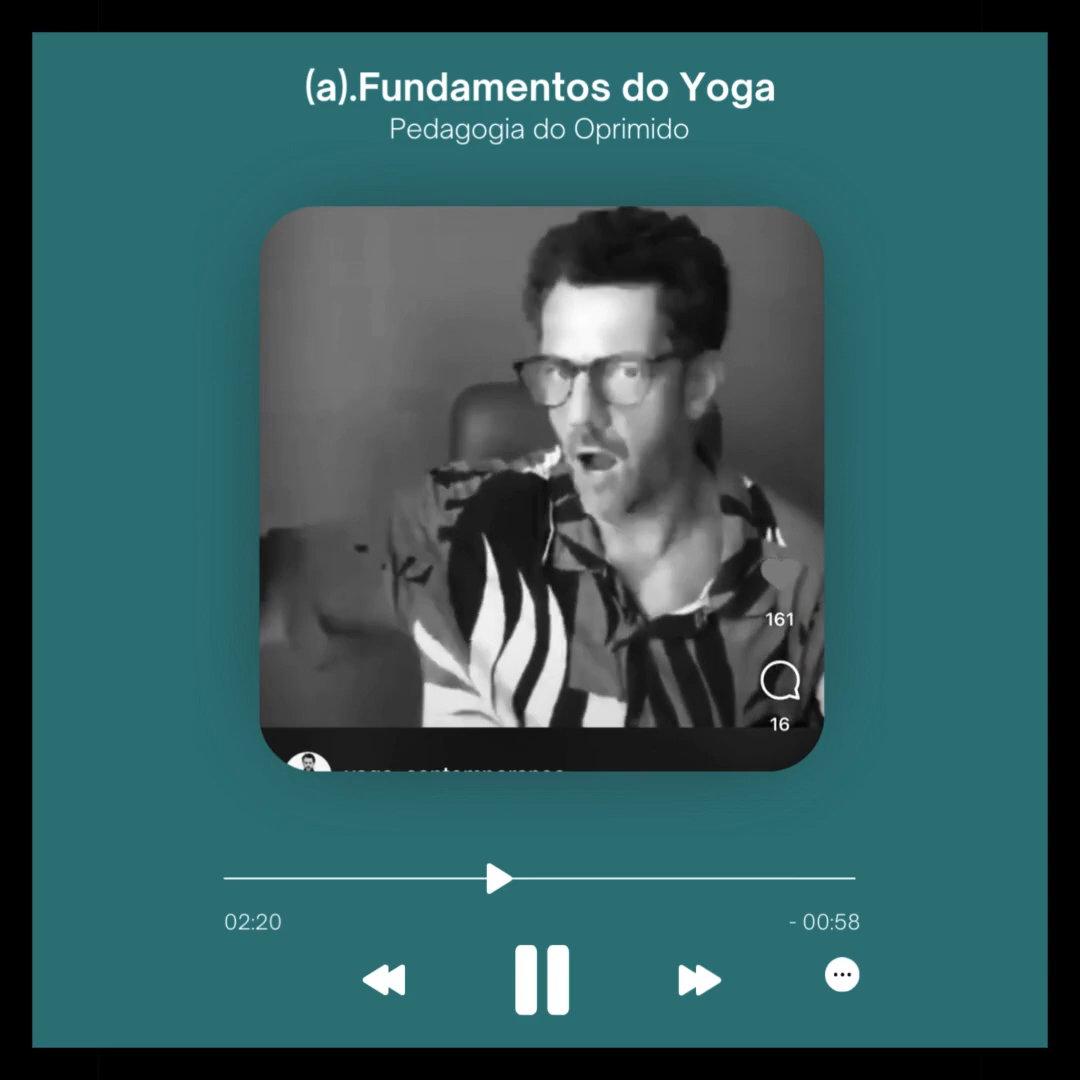 (a).Fundamentos do Yoga
Pedagogia do Oprimido
161
16
02:20
- 00:58